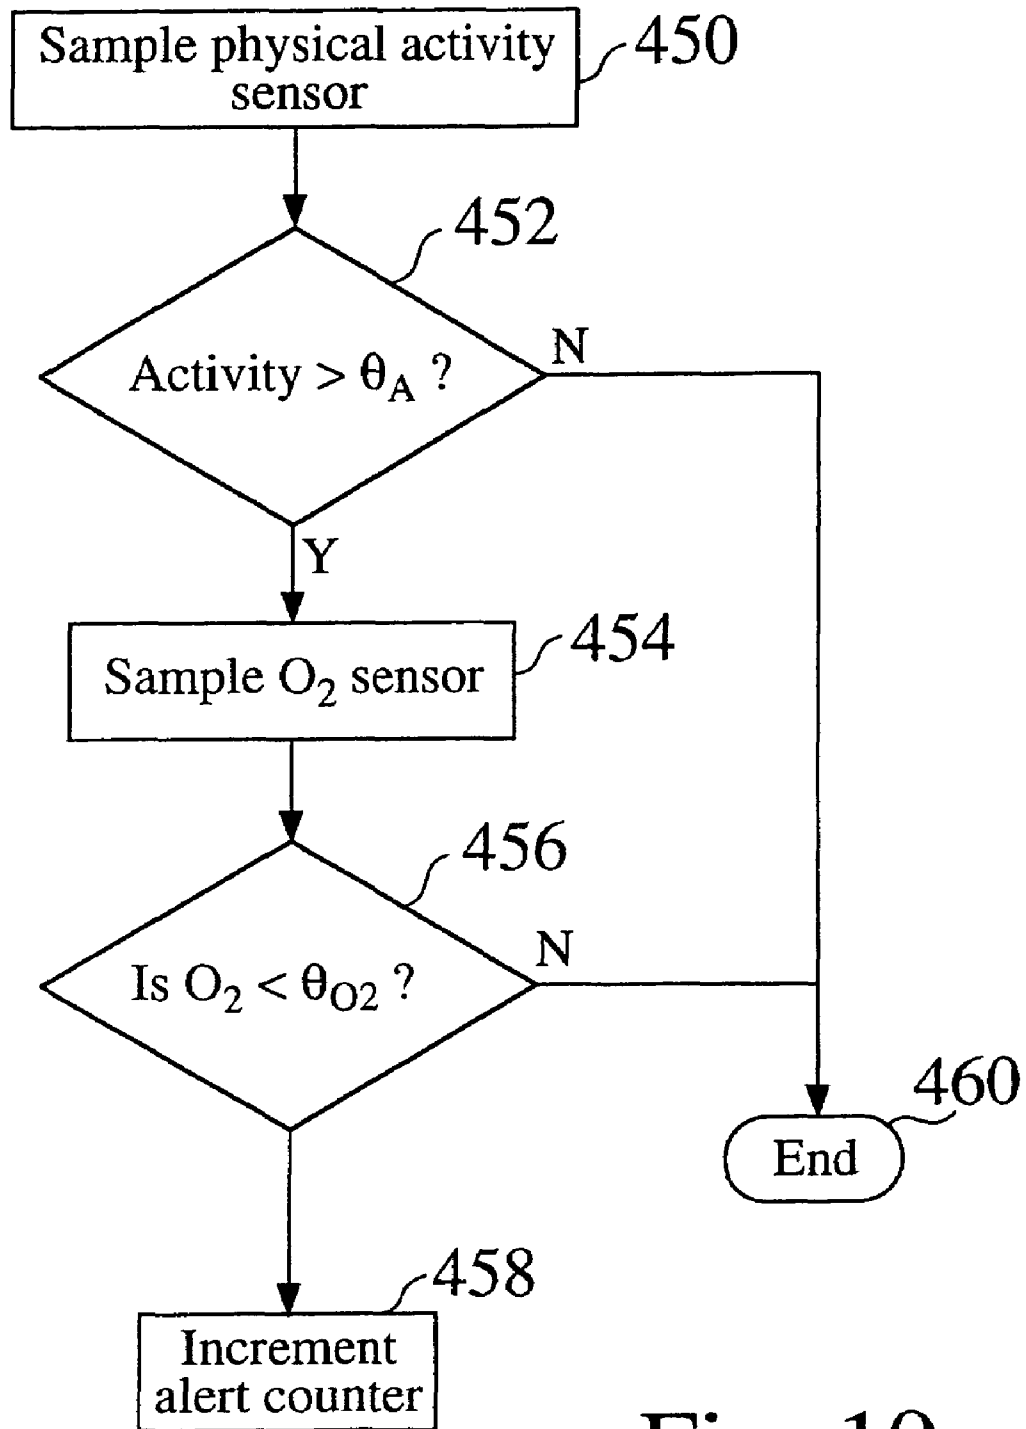 Sample physical activity
sensor
450
452
Activity > θA ?
N
Y
Sample O2 sensor
454
456
Is O2 < θO2 ?
N
460
End
458
Increment
alert counter